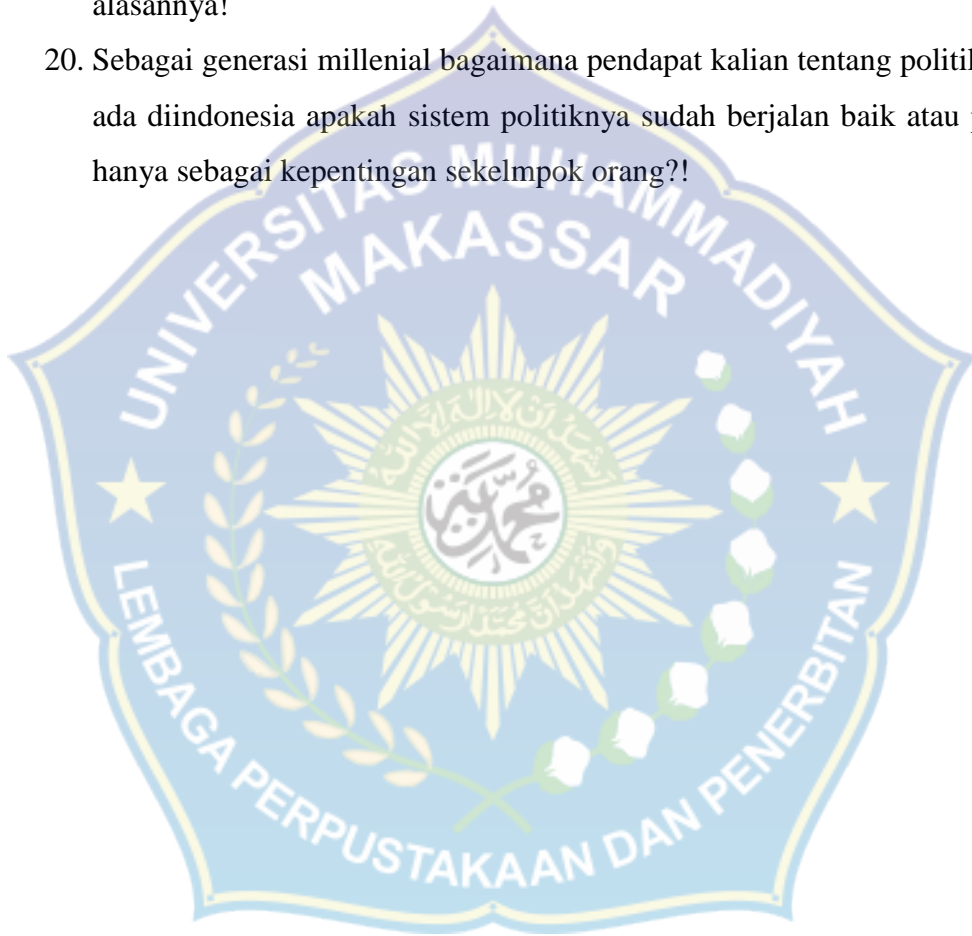 alasannya!
20. Sebagai generasi millenial bagaimana pendapat kalian tentang
ada diindonesia apakah sistem politiknya sudah berjalan baik atau
hanya sebagai kepentingan sekelmpok orang?!
UNIVERSITAS MUHAMMADIYAH
MAKASSAR
LEMBAGA PERPUSTAKAAN DAN PENERBITAN